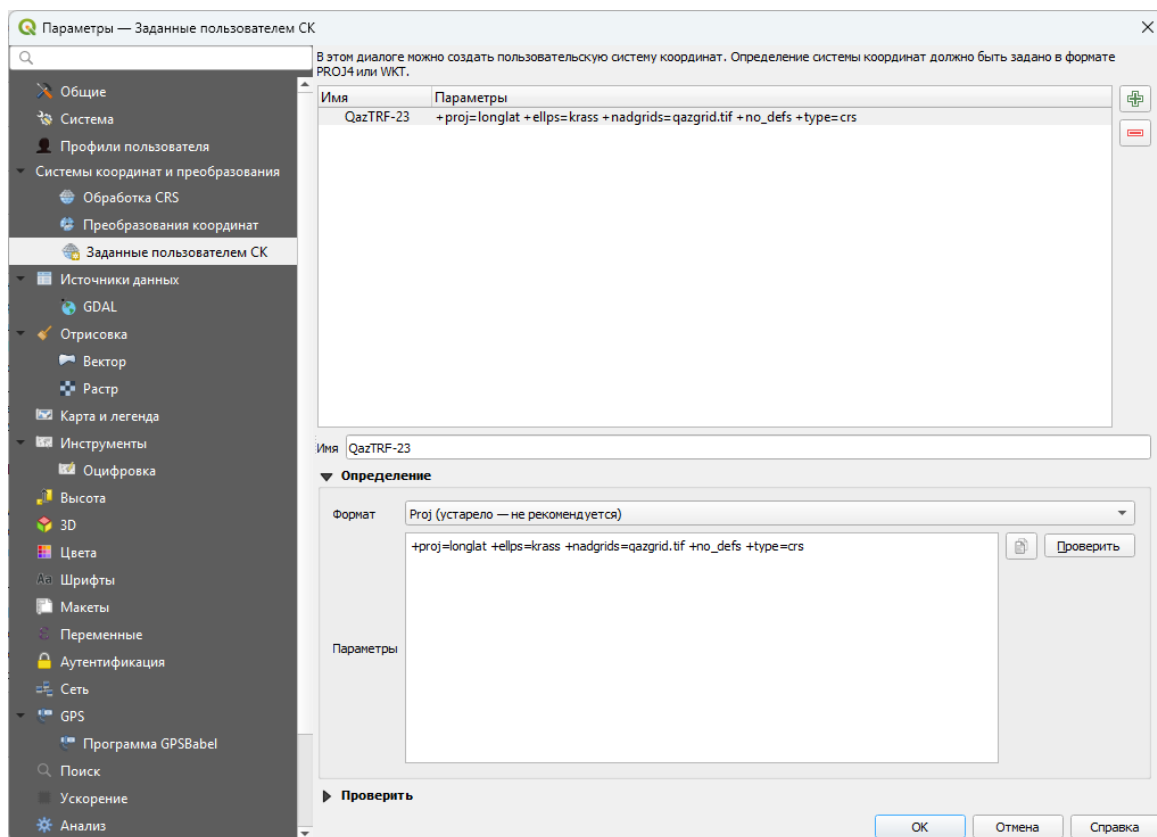 Параметры — Заданные пользователем СК
Общие
Система
Профили пользователя
Системы координат и преобразования
Обработка CRS
Преобразования координат
Заданные пользователем СК
Источники данных
GDAL
Отрисовка
Вектор
Растр
Карта и легенда
Инструменты
Оцифровка
Высота
3D
Цвета
Шрифты
Макеты
Переменные
Аутентификация
Сеть
GPS
Программа GPSBabel
Поиск
Ускорение
Анализ
В этом диалоге можно создать пользовательскую систему координат. Определение системы координат должно быть задано в формате
PROJ4 или WKT.
Имя Параметры
QazTRF-23 +proj=longlat +ellps=krass +nadgrids=qazgrid.tif +no_defs +type=crs
Имя QazTRF-23
Определение
Формат Proj (устарело — не рекомендуется)
+proj=longlat +ellps=krass +nadgrids=qazgrid.tif +no_defs +type=crs
Проверить
Параметры
Проверить
OK Отмена Справка